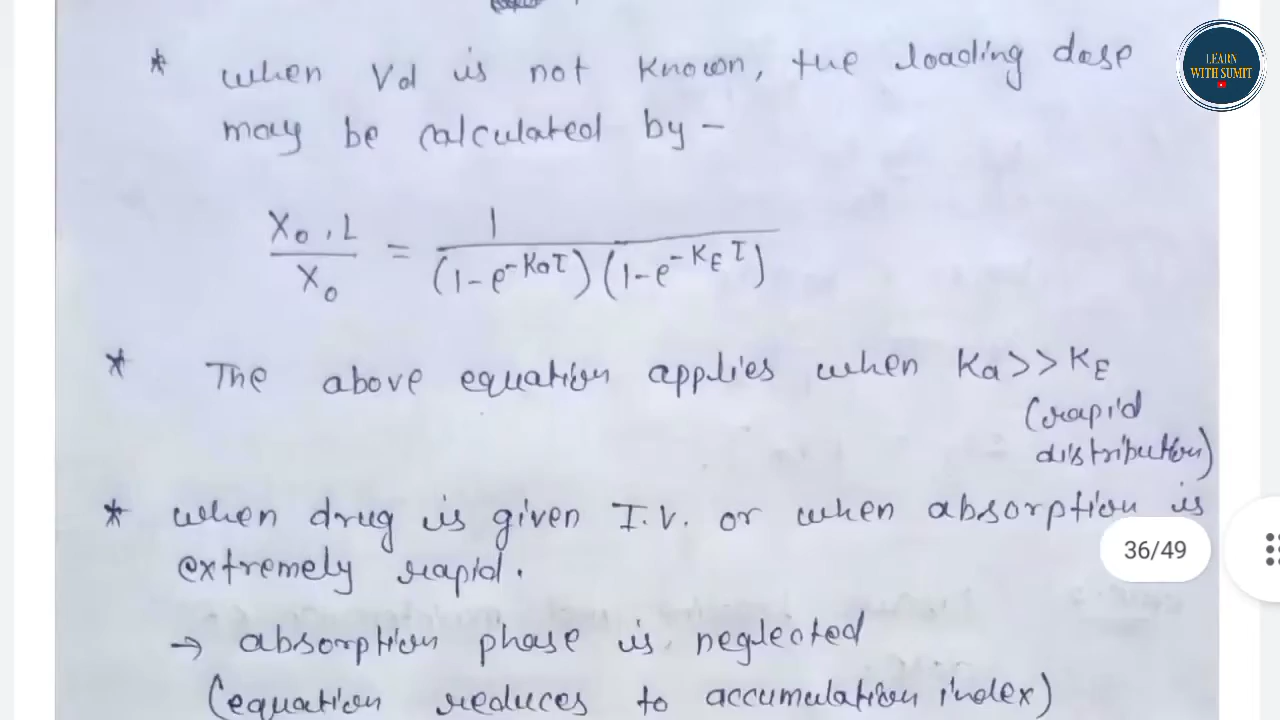 LEARN
WITH SUMIT
* when Vd is not known, the loading dose
may be calculated by -
X₀,L / X₀ = 1 / (1-e^-KaT) (1-e^-K_E T)
* The above equation applies when Ka>>K_E
(rapid
distribution)
* when drug is given I.V. or when absorption is
extremely rapid.
36/49
→ absorption phase is neglected
(equation reduces to accumulation index)